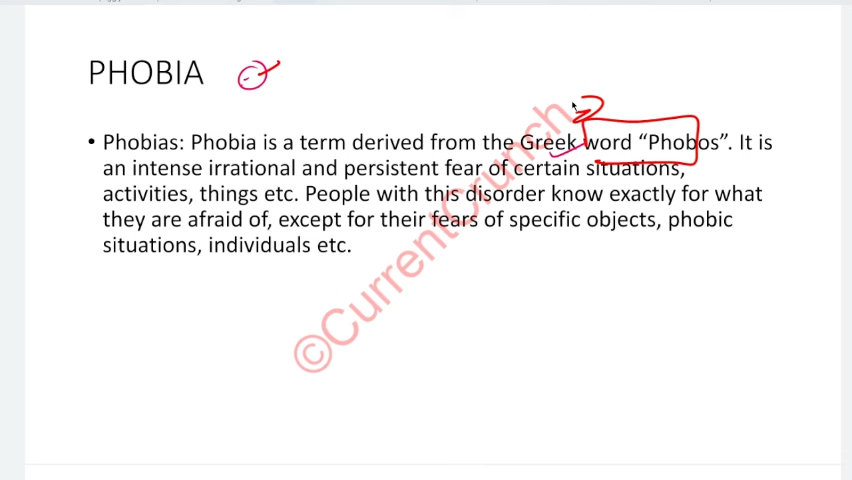 PHOBIA
• Phobias: Phobia is a term derived from the Greek word “Phobos”. It is
an intense irrational and persistent fear of certain situations,
activities, things etc. People with this disorder know exactly for what
they are afraid of, except for their fears of specific objects, phobic
situations, individuals etc.
©CurrentCrunch